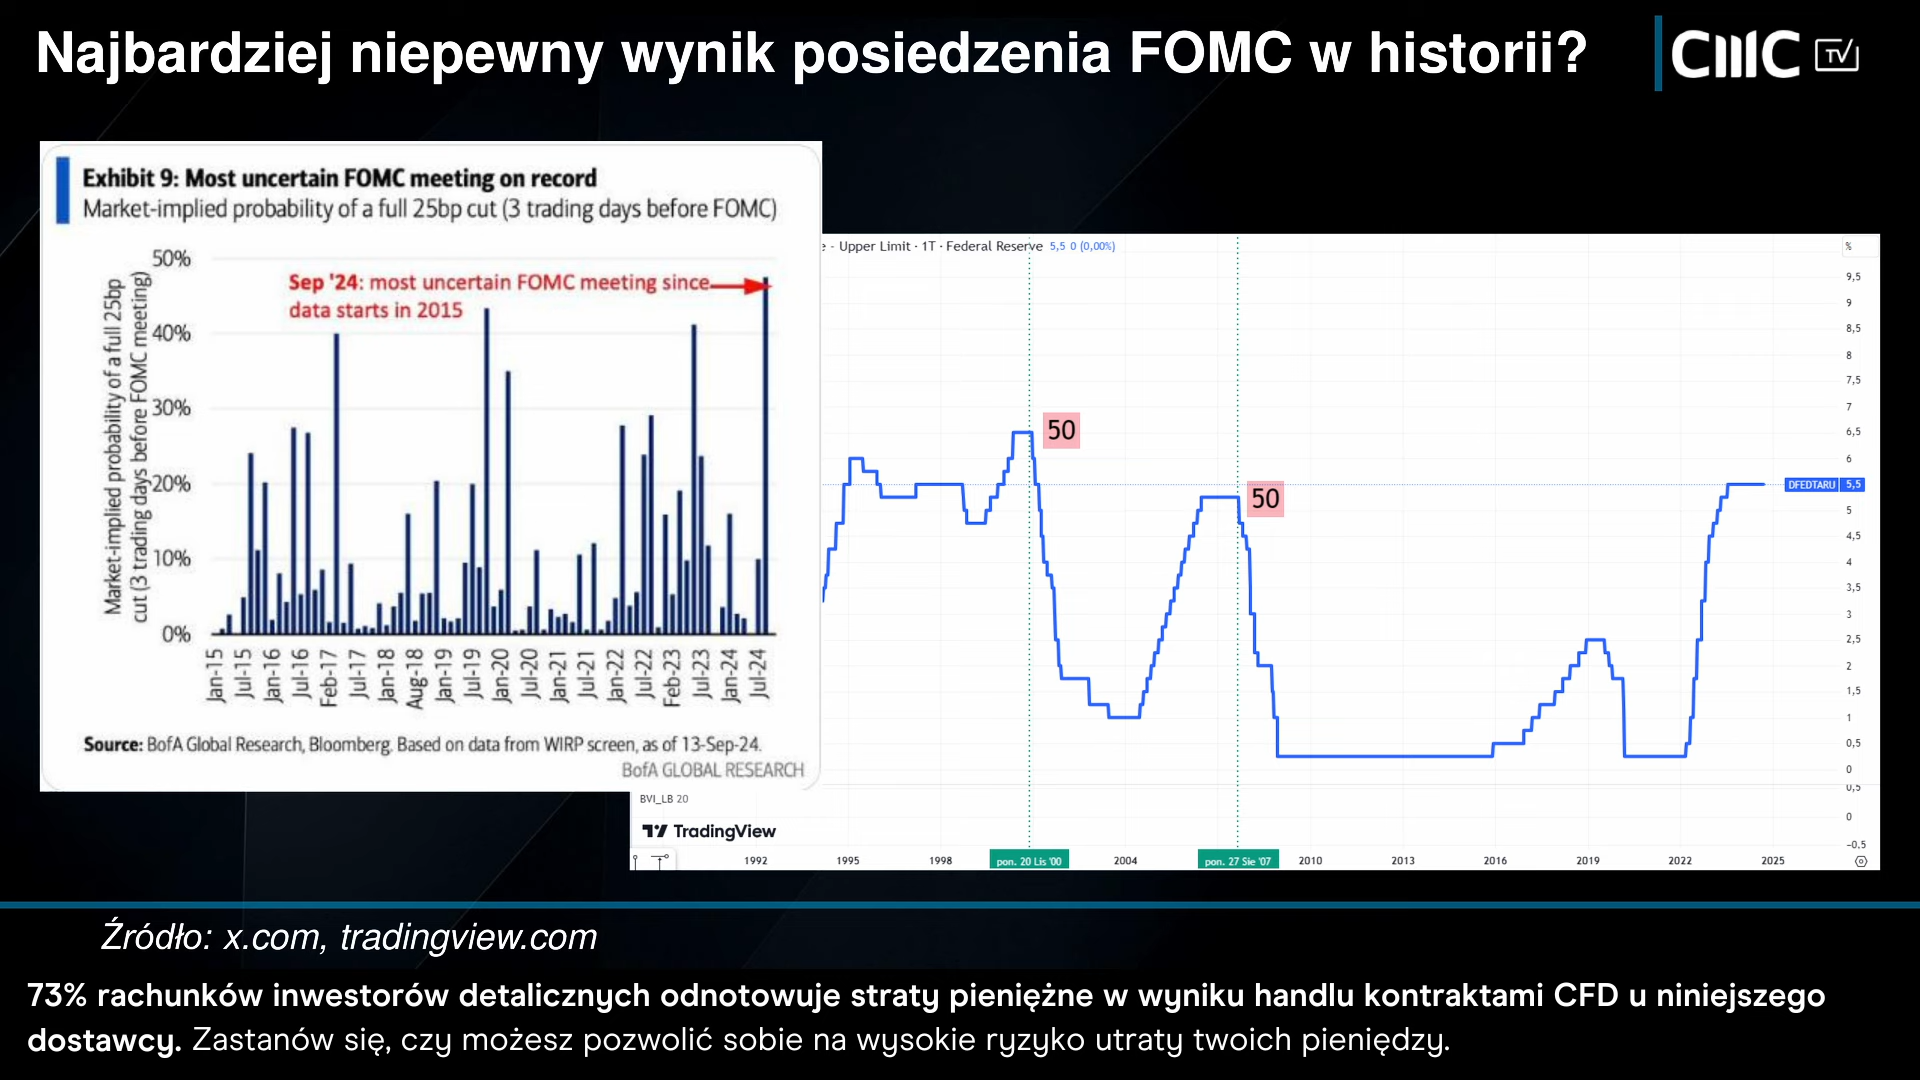 Najbardziej niepewny wynik posiedzenia FOMC w historii?
CMC TV
Exhibit 9: Most uncertain FOMC meeting on record
Market-implied probability of a full 25bp cut (3 trading days before FOMC)
Market-implied probability of a full 25bp
cut (3 trading days before FOMC meeting)
50%
40%
30%
20%
10%
0%
Sep '24: most uncertain FOMC meeting since
data starts in 2015
Jan-15
Jul-15
Jan-16
Jul-16
Feb-17
Jul-17
Jan-18
Aug-18
Jan-19
Jul-19
Jan-20
Jul-20
Jan-21
Jul-21
Jan-22
Jul-22
Feb-23
Jul-23
Jan-24
Jul-24
Source: BofA Global Research, Bloomberg. Based on data from WIRP screen, as of 13-Sep-24.
BofA GLOBAL RESEARCH
e - Upper Limit · 1T · Federal Reserve 5,5 0 (0,00%)
%
9,5
9
8,5
8
7,5
7
6,5
6
DFEDTARU 5,5
5
4,5
4
3,5
3
2,5
2
1,5
1
0,5
0
0,5
0
-0,5
50
50
BVI_LB 20
TradingView
1992
1995
1998
pon. 20 Lis '00
2004
pon. 27 Sie '07
2010
2013
2016
2019
2022
2025
Źródło: x.com, tradingview.com
73% rachunków inwestorów detalicznych odnotowuje straty pieniężne w wyniku handlu kontraktami CFD u niniejszego
dostawcy. Zastanów się, czy możesz pozwolić sobie na wysokie ryzyko utraty twoich pieniędzy.